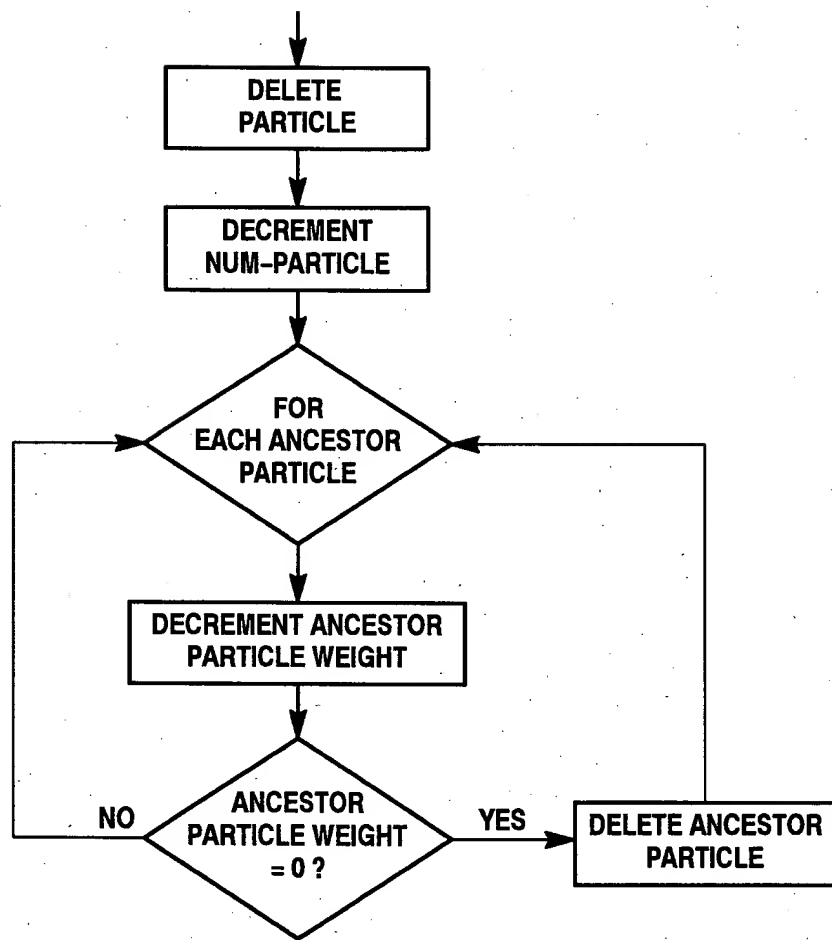 DELETE
PARTICLE
DECREMENT
NUM–PARTICLE
FOR
EACH ANCESTOR
PARTICLE
DECREMENT ANCESTOR
PARTICLE WEIGHT
NO
ANCESTOR
PARTICLE WEIGHT
= 0 ?
YES
DELETE ANCESTOR
PARTICLE